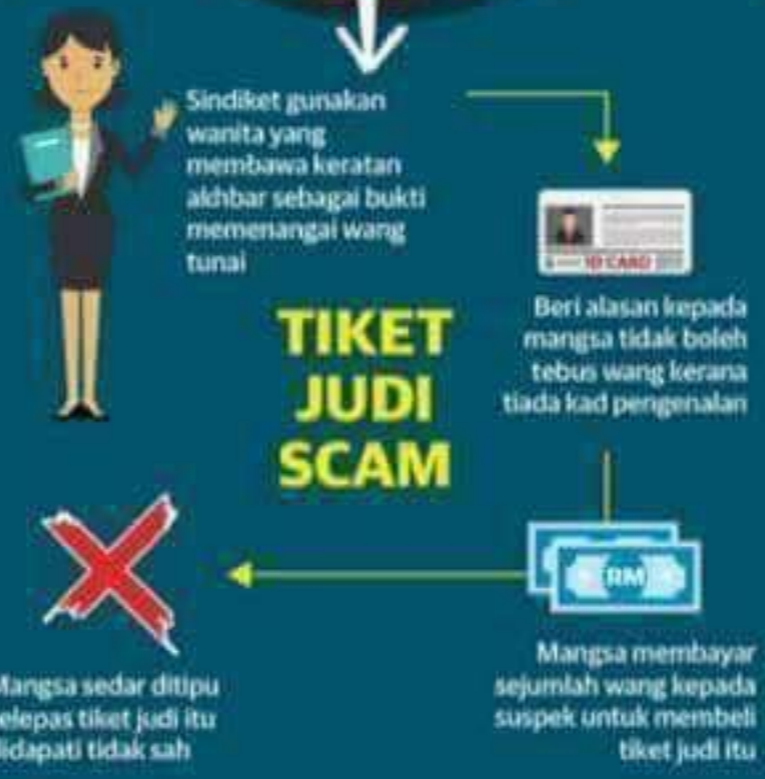 Sindiket gunakan
wanita yang
membawa keratan
akhbar sebagai bukti
memenangai wang
tunai
ID CARD
Beri alasan kepada
mangsa tidak boleh
tebus wang kerana
tiada kad pengenalan
TIKET
JUDI
SCAM
RM
Mangsa membayar
sejumlah wang kepada
suspek untuk membeli
tiket judi itu
Mangsa sedar ditipu
selepas tiket judi itu
didapati tidak sah